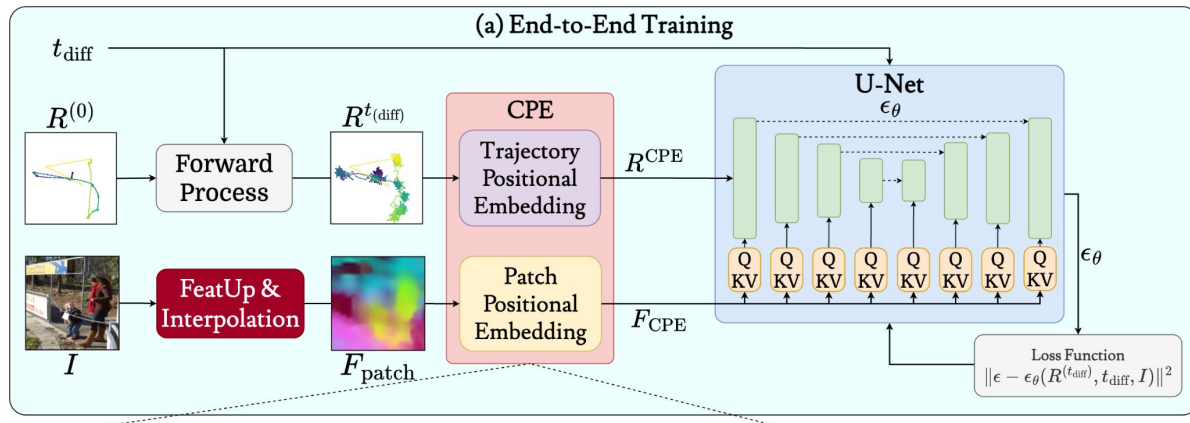 (a) End-to-End Training
t_diff
R^(0)
Forward
Process
R^t_(diff)
CPE
Trajectory
Positional
Embedding
R^CPE
U-Net
ϵ_θ
I
FeatUp &
Interpolation
F_patch
Patch
Positional
Embedding
F_CPE
Q
KV
Q
KV
Q
KV
Q
KV
Q
KV
Q
KV
Q
KV
Q
KV
ϵ_θ
Loss Function
‖ϵ − ϵ_θ(R^(t_diff), t_diff, I)‖²